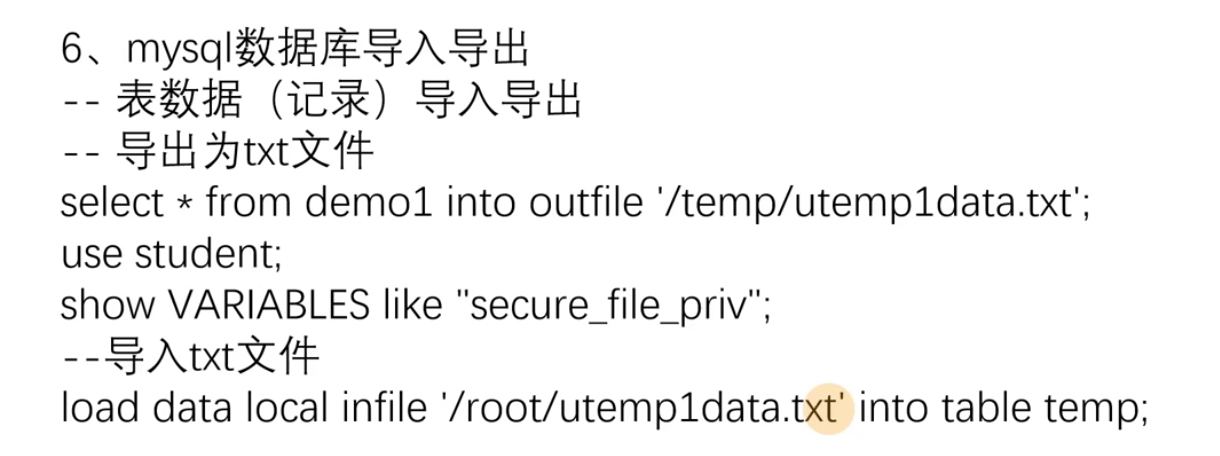 6、mysql数据库导入导出
-- 表数据（记录）导入导出
-- 导出为txt文件
select * from demo1 into outfile '/temp/utemp1data.txt';
use student;
show VARIABLES like "secure_file_priv";
--导入txt文件
load data local infile '/root/utemp1data.txt' into table temp;